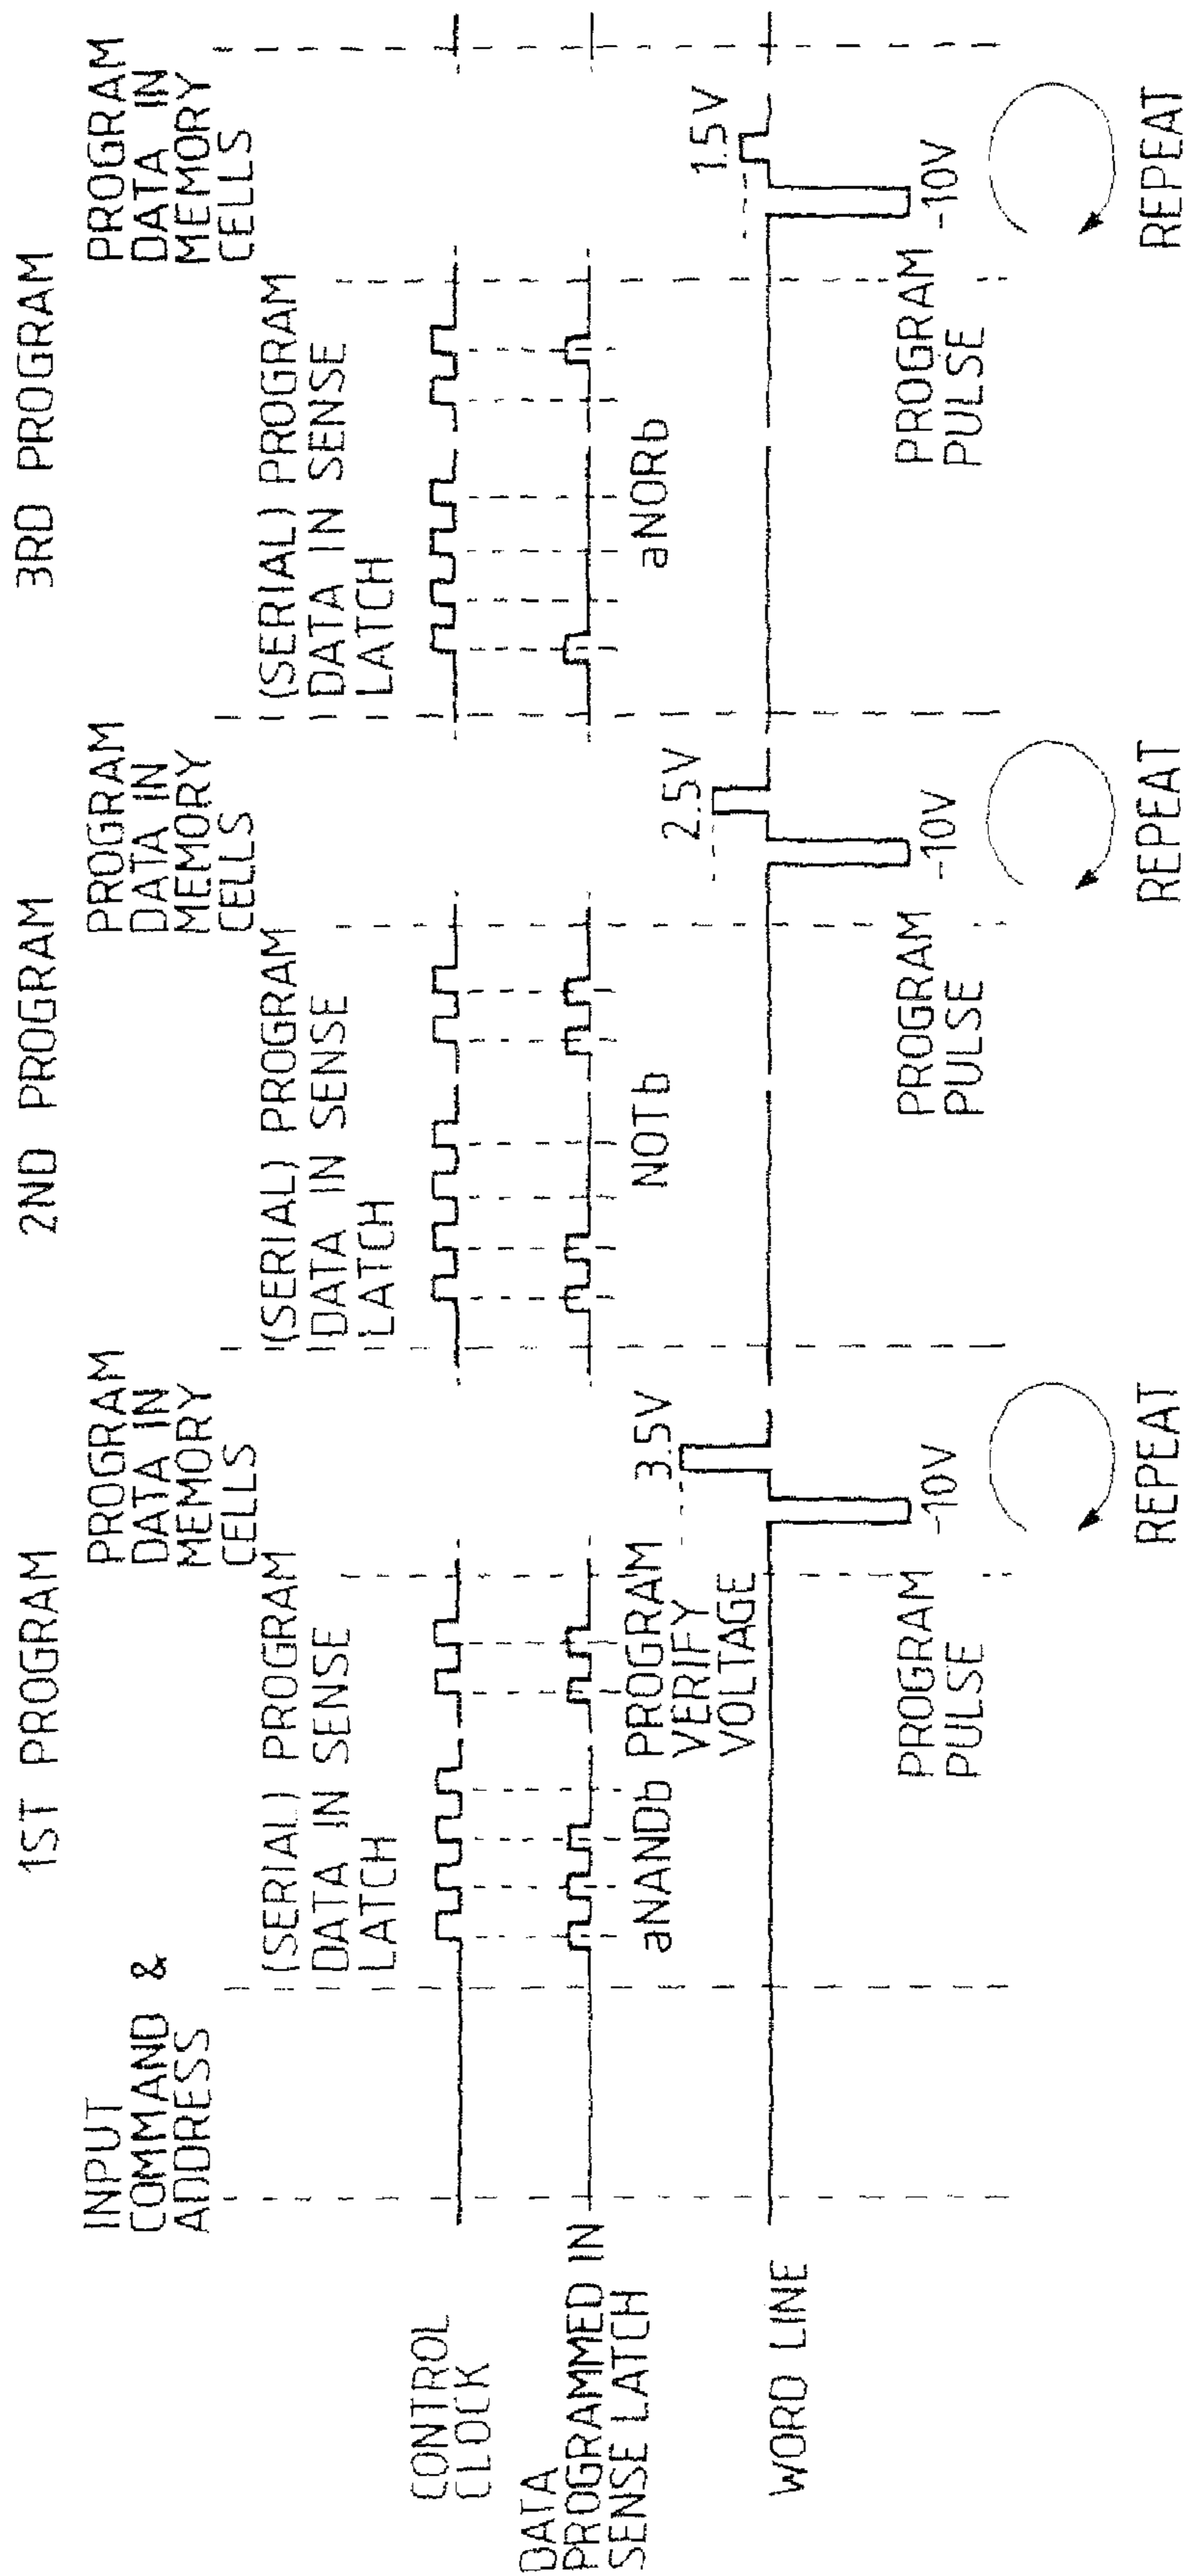 1ST PROGRAM
2ND PROGRAM
3RD PROGRAM
INPUT
COMMAND &
ADDRESS
PROGRAM
DATA IN
MEMORY
CELLS
PROGRAM
DATA IN
MEMORY
CELLS
PROGRAM
DATA IN
MEMORY
CELLS
(SERIAL) PROGRAM
DATA IN SENSE
LATCH
(SERIAL) PROGRAM
DATA IN SENSE
LATCH
(SERIAL) PROGRAM
DATA IN SENSE
LATCH
CONTROL
CLOCK
DATA
PROGRAMMED IN
SENSE LATCH
aNANDb
NOTb
aNORb
PROGRAM
VERIFY
VOLTAGE
3.5V
2.5V
1.5V
WORD LINE
PROGRAM
PULSE
-10V
PROGRAM
PULSE
-10V
PROGRAM
PULSE
-10V
REPEAT
REPEAT
REPEAT